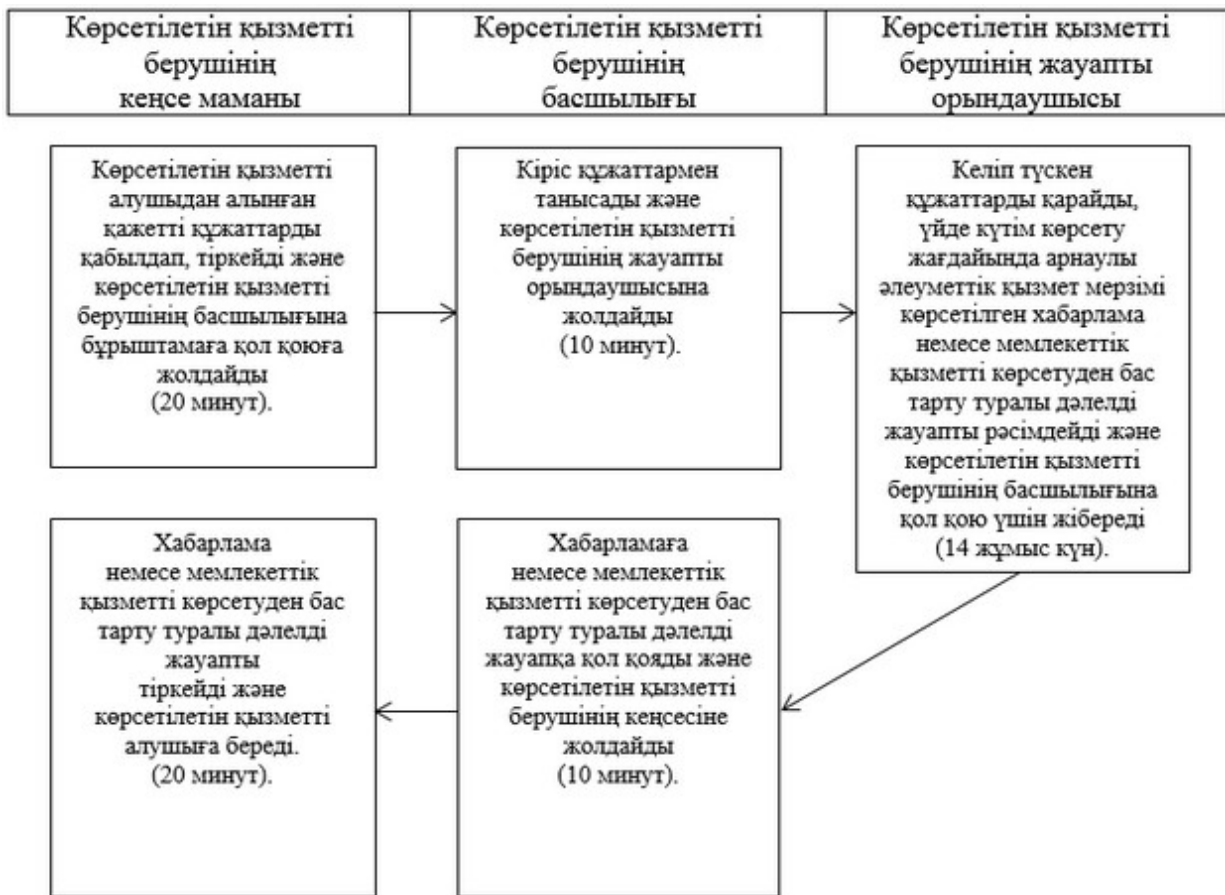 Көрсетілетін қызметті
берушінің
кеңсе маманы
Көрсетілетін қызметті
берушінің
басшылығы
Көрсетілетін қызметті
берушінің жауапты
орындаушысы
Көрсетілетін қызметті
алушыдан алынған
қажетті құжаттарды
қабылдап, тіркейді және
көрсетілетін қызметті
берушінің басшылығына
бұрыштамаға қол қоюға
жолдайды
(20 минут).
Кіріс құжаттармен
танысады және
көрсетілетін қызметті
берушінің жауапты
орындаушысына
жолдайды
(10 минут).
Келіп түскен
құжаттарды қарайды,
үйде күтім көрсету
жағдайында арнаулы
әлеуметтік қызмет мерзімі
көрсетілген хабарлама
немесе мемлекеттік
қызметті көрсетуден бас
тарту туралы дәлелді
жауапты рәсімдейді және
көрсетілетін қызметті
берушінің басшылығына
қол қою үшін жібереді
(14 жұмыс күн).
Хабарламаға
немесе мемлекеттік
қызметті көрсетуден бас
тарту туралы дәлелді
жауапқа қол қояды және
көрсетілетін қызметті
берушінің кеңсесіне
жолдайды
(10 минут).
Хабарлама
немесе мемлекеттік
қызметті көрсетуден бас
тарту туралы дәлелді
жауапты
тіркейді және
көрсетілетін қызметті
алушыға береді.
(20 минут).